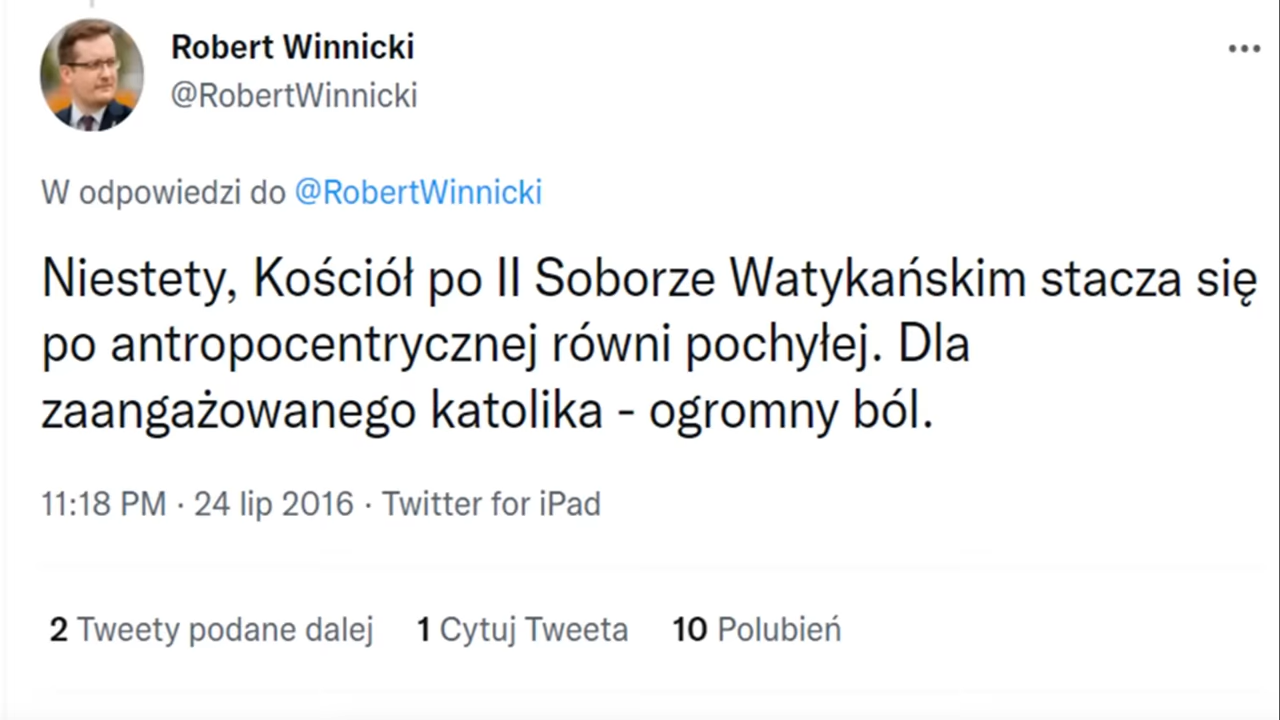 Robert Winnicki
@RobertWinnicki
W odpowiedzi do @RobertWinnicki
Niestety, Kościół po II Soborze Watykańskim stacza się
po antropocentrycznej równi pochyłej. Dla
zaangażowanego katolika - ogromny ból.
11:18 PM · 24 lip 2016 · Twitter for iPad
2 Tweety podane dalej 1 Cytuj Tweeta 10 Polubień